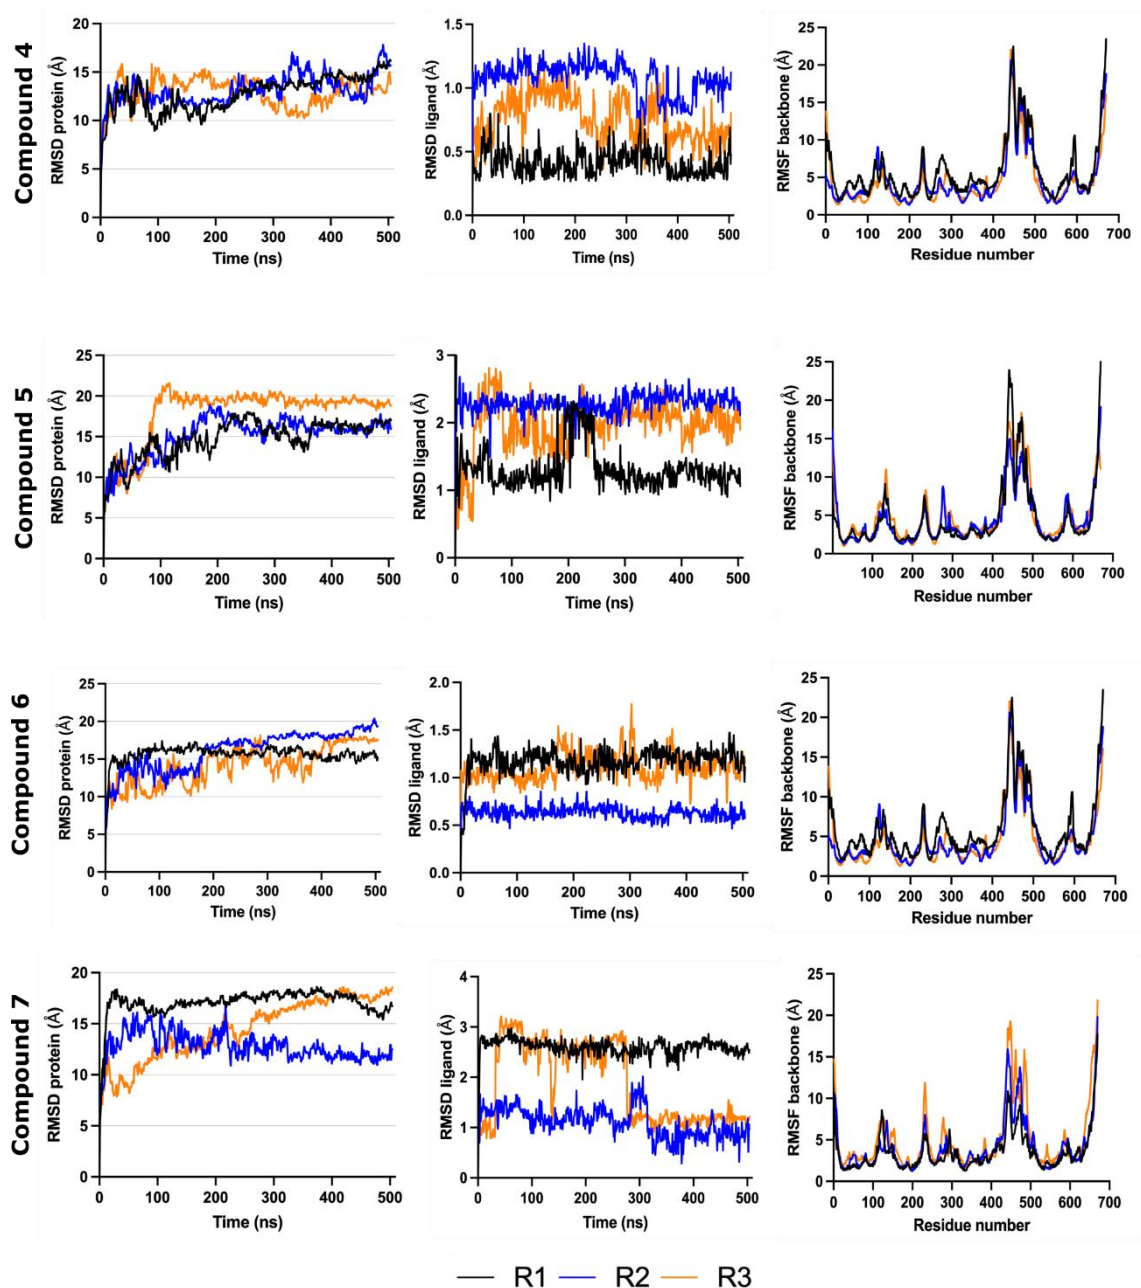 Compound 4
RMSD protein (Å)
20
15
10
5
0
0 100 200 300 400 500
Time (ns)
RMSD ligand (Å)
1.5
1.0
0.5
0.0
0 100 200 300 400 500
Time (ns)
RMSF backbone (Å)
25
20
15
10
5
0
0 100 200 300 400 500 600 700
Residue number
Compound 5
RMSD protein (Å)
25
20
15
10
5
0
0 100 200 300 400 500
Time (ns)
RMSD ligand (Å)
3
2
1
0
0 100 200 300 400 500
Time (ns)
RMSF backbone (Å)
25
20
15
10
5
0
100 200 300 400 500 600 700
Residue number
Compound 6
RMSD protein (Å)
25
20
15
10
5
0
0 100 200 300 400 500
Time (ns)
RMSD ligand (Å)
2.0
1.5
1.0
0.5
0.0
0 100 200 300 400 500
Time (ns)
RMSF backbone (Å)
25
20
15
10
5
0
0 100 200 300 400 500 600 700
Residue number
Compound 7
RMSD protein (Å)
20
15
10
5
0
0 100 200 300 400 500
Time (ns)
RMSD ligand (Å)
4
3
2
1
0
0 100 200 300 400 500
Time (ns)
RMSF backbone (Å)
25
20
15
10
5
0
0 100 200 300 400 500 600 700
Residue number
R1 R2 R3